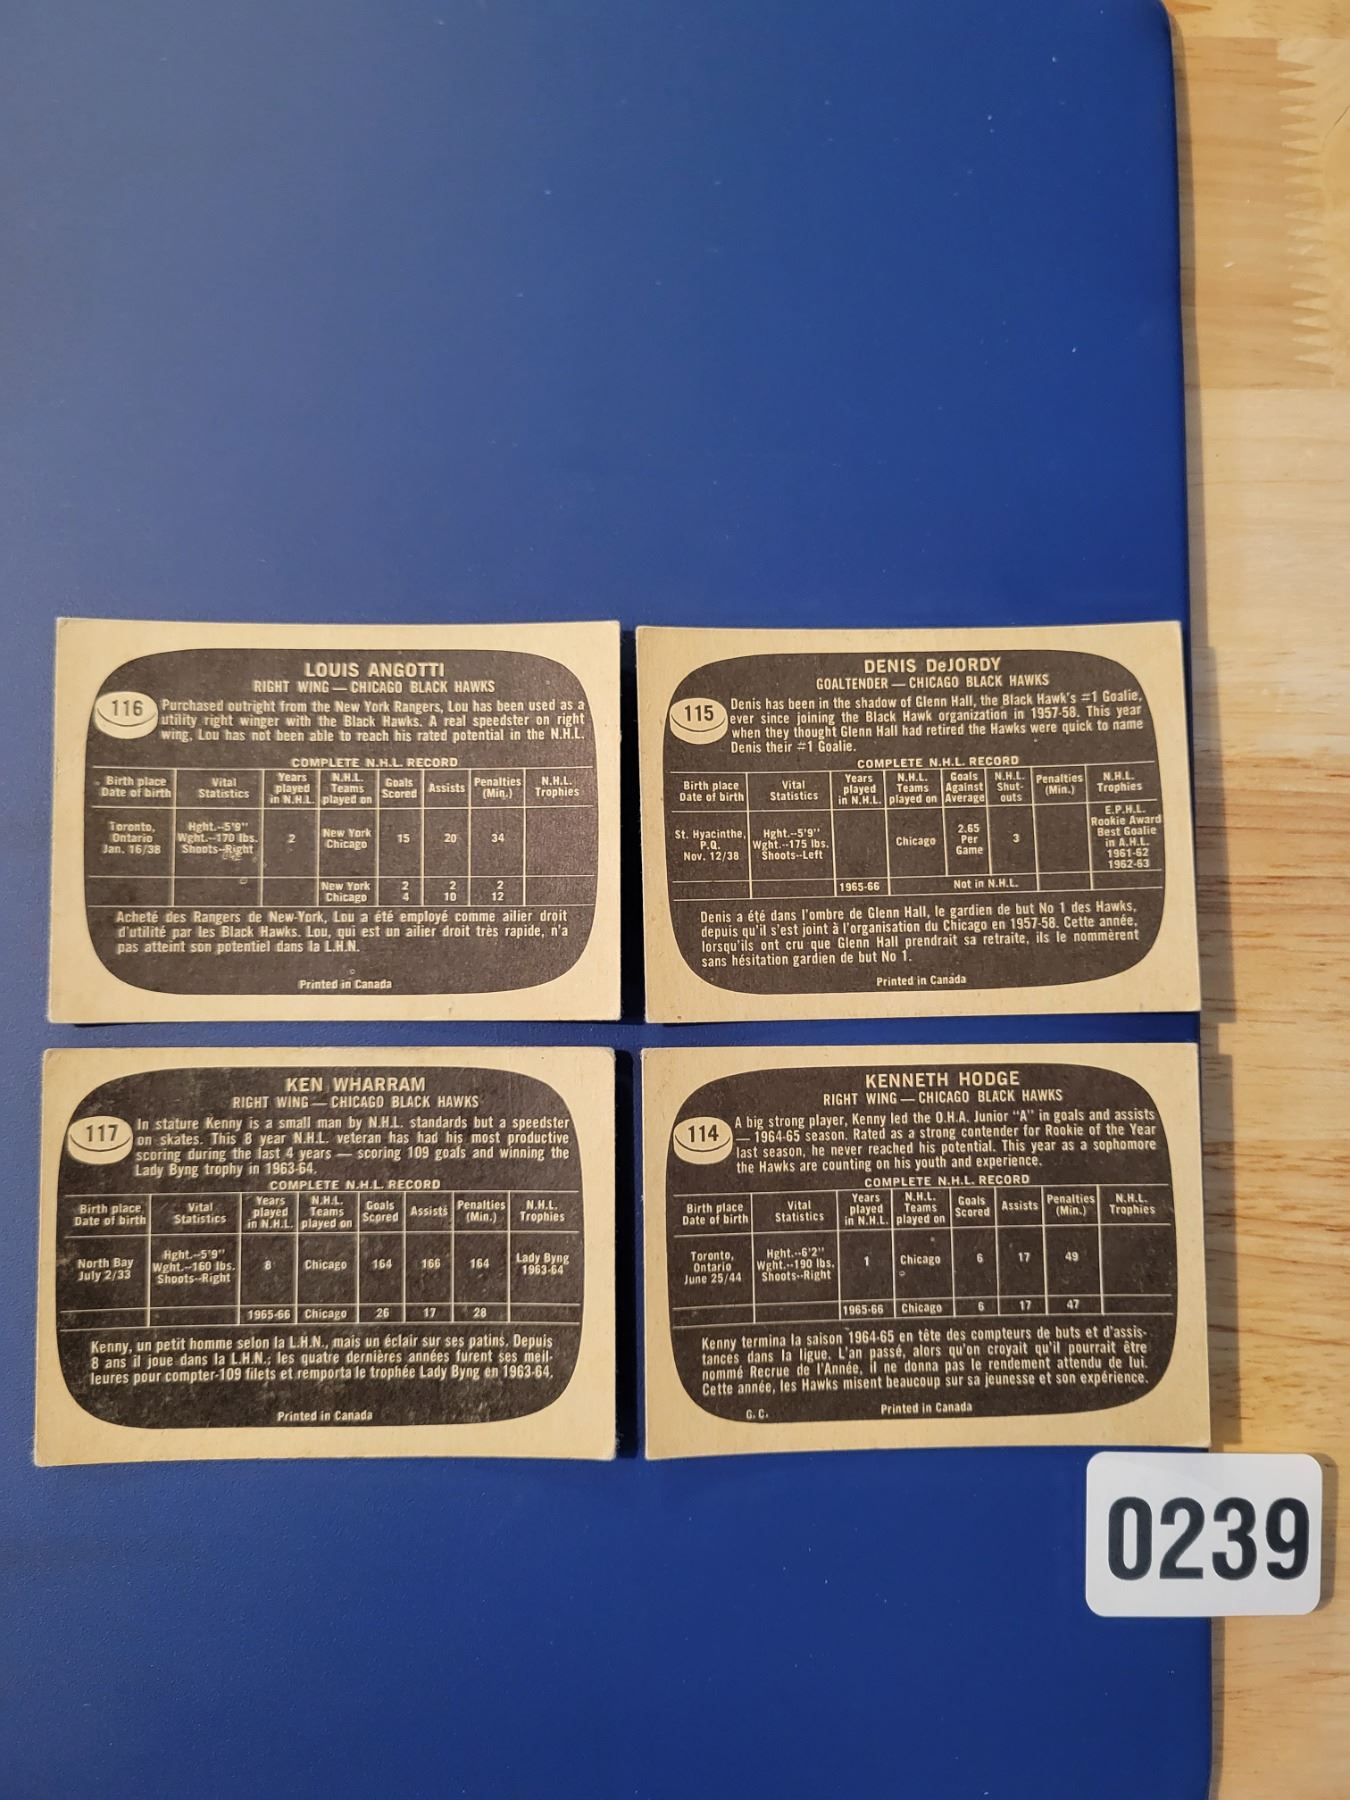 LOUIS ANGOTTI
RIGHT WING — CHICAGO BLACK HAWKS
116
Purchased outright from the New York Rangers, Lou has been used as a
utility right winger with the Black Hawks. A real speedster on right
wing, Lou has not been able to reach his rated potential in the N.H.L.
COMPLETE N.H.L. RECORD
Birth place Date of birth | Vital Statistics | Years played in N.H.L. | N.H.L. Teams played on | Goals Scored | Assists | Penalties (Min.) | N.H.L. Trophies
Toronto, Ontario Jan. 16/38 | Hght.--5'9" Wght.--170 lbs. Shoots--Right | 2 | New York Chicago | 15 | 20 | 34
New York 2 2 2
Chicago 4 10 12
Acheté des Rangers de New-York, Lou a été employé comme ailier droit
d'utilité par les Black Hawks. Lou, qui est un ailier droit très rapide, n'a
pas atteint son potentiel dans la L.H.N.
Printed in Canada
DENIS DeJORDY
GOALTENDER — CHICAGO BLACK HAWKS
115
Denis has been in the shadow of Glenn Hall, the Black Hawk's #1 Goalie,
ever since joining the Black Hawk organization in 1957-58. This year
when they thought Glenn Hall had retired the Hawks were quick to name
Denis their #1 Goalie.
COMPLETE N.H.L. RECORD
Birth place Date of birth | Vital Statistics | Years played in N.H.L. | N.H.L. Teams played on | Goals Against Average | N.H.L. Shut-outs | Penalties (Min.) | N.H.L. Trophies
St. Hyacinthe, P.Q. Nov. 12/38 | Hght.--5'9" Wght.--175 lbs. Shoots--Left | Chicago | 2.65 Per Game | 3 | E.P.H.L. Rookie Award Best Goalie in A.H.L. 1961-62 1962-63
1965-66 Not in N.H.L.
Denis a été dans l'ombre de Glenn Hall, le gardien de but No 1 des Hawks,
depuis qu'il s'est joint à l'organisation du Chicago en 1957-58. Cette année,
lorsqu'ils ont cru que Glenn Hall prendrait sa retraite, ils le nommèrent
sans hésitation gardien de but No 1.
Printed in Canada
KEN WHARRAM
RIGHT WING — CHICAGO BLACK HAWKS
117
In stature Kenny is a small man by N.H.L. standards but a speedster
on skates. This 8 year N.H.L. veteran has had his most productive
scoring during the last 4 years — scoring 109 goals and winning the
Lady Byng trophy in 1963-64.
COMPLETE N.H.L. RECORD
Birth place Date of birth | Vital Statistics | Years played in N.H.L. | N.H.L. Teams played on | Goals Scored | Assists | Penalties (Min.) | N.H.L. Trophies
North Bay July 2/33 | Hght.--5'9" Wght.--160 lbs. Shoots--Right | 8 | Chicago | 164 | 166 | 164 | Lady Byng 1963-64
1965-66 Chicago 26 17 28
Kenny, un petit homme selon la L.H.N., mais un éclair sur ses patins. Depuis
8 ans il joue dans la L.H.N.; les quatre dernières années furent ses meil-
leures pour compter-109 filets et remporta le trophée Lady Byng en 1963-64.
Printed in Canada
KENNETH HODGE
RIGHT WING — CHICAGO BLACK HAWKS
114
A big strong player, Kenny led the O.H.A. Junior "A" in goals and assists
— 1964-65 season. Rated as a strong contender for Rookie of the Year
last season, he never reached his potential. This year as a sophomore
the Hawks are counting on his youth and experience.
COMPLETE N.H.L. RECORD
Birth place Date of birth | Vital Statistics | Years played in N.H.L. | N.H.L. Teams played on | Goals Scored | Assists | Penalties (Min.) | N.H.L. Trophies
Toronto, Ontario June 25/44 | Hght.--6'2" Wght.--190 lbs. Shoots--Right | 1 | Chicago | 6 | 17 | 49
1965-66 Chicago 6 17 47
Kenny termina la saison 1964-65 en tête des compteurs de buts et d'assis-
tances dans la ligue. L'an passé, alors qu'on croyait qu'il pourrait être
nommé Recrue de l'Année, il ne donna pas le rendement attendu de lui.
Cette année, les Hawks misent beaucoup sur sa jeunesse et son expérience.
G. C. Printed in Canada
0239